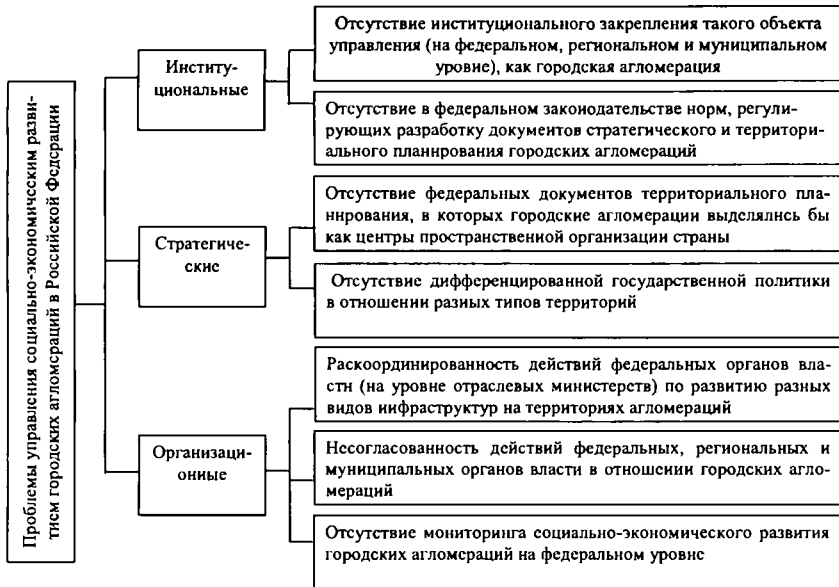 Проблемы управления социально-экономическим разви-
тием городских агломераций в Российской Федерации
Институ-
циональные
Отсутствие институционального закрепления такого объекта
управления (на федеральном, региональном и муниципальном
уровне), как городская агломерация
Отсутствие в федеральном законодательстве норм, регули-
рующих разработку документов стратегического и территори-
ального планирования городских агломераций
Стратегиче-
ские
Отсутствие федеральных документов территориального пла-
нирования, в которых городские агломерации выделялись бы
как центры пространственной организации страны
Отсутствие дифференцированной государственной политики
в отношении разных типов территорий
Организаци-
онные
Раскоординированность действий федеральных органов вла-
сти (на уровне отраслевых министерств) по развитию разных
видов инфраструктур на территориях агломераций
Несогласованность действий федеральных, региональных и
муниципальных органов власти в отношении городских агло-
мераций
Отсутствие мониторинга социально-экономического развития
городских агломераций на федеральном уровне